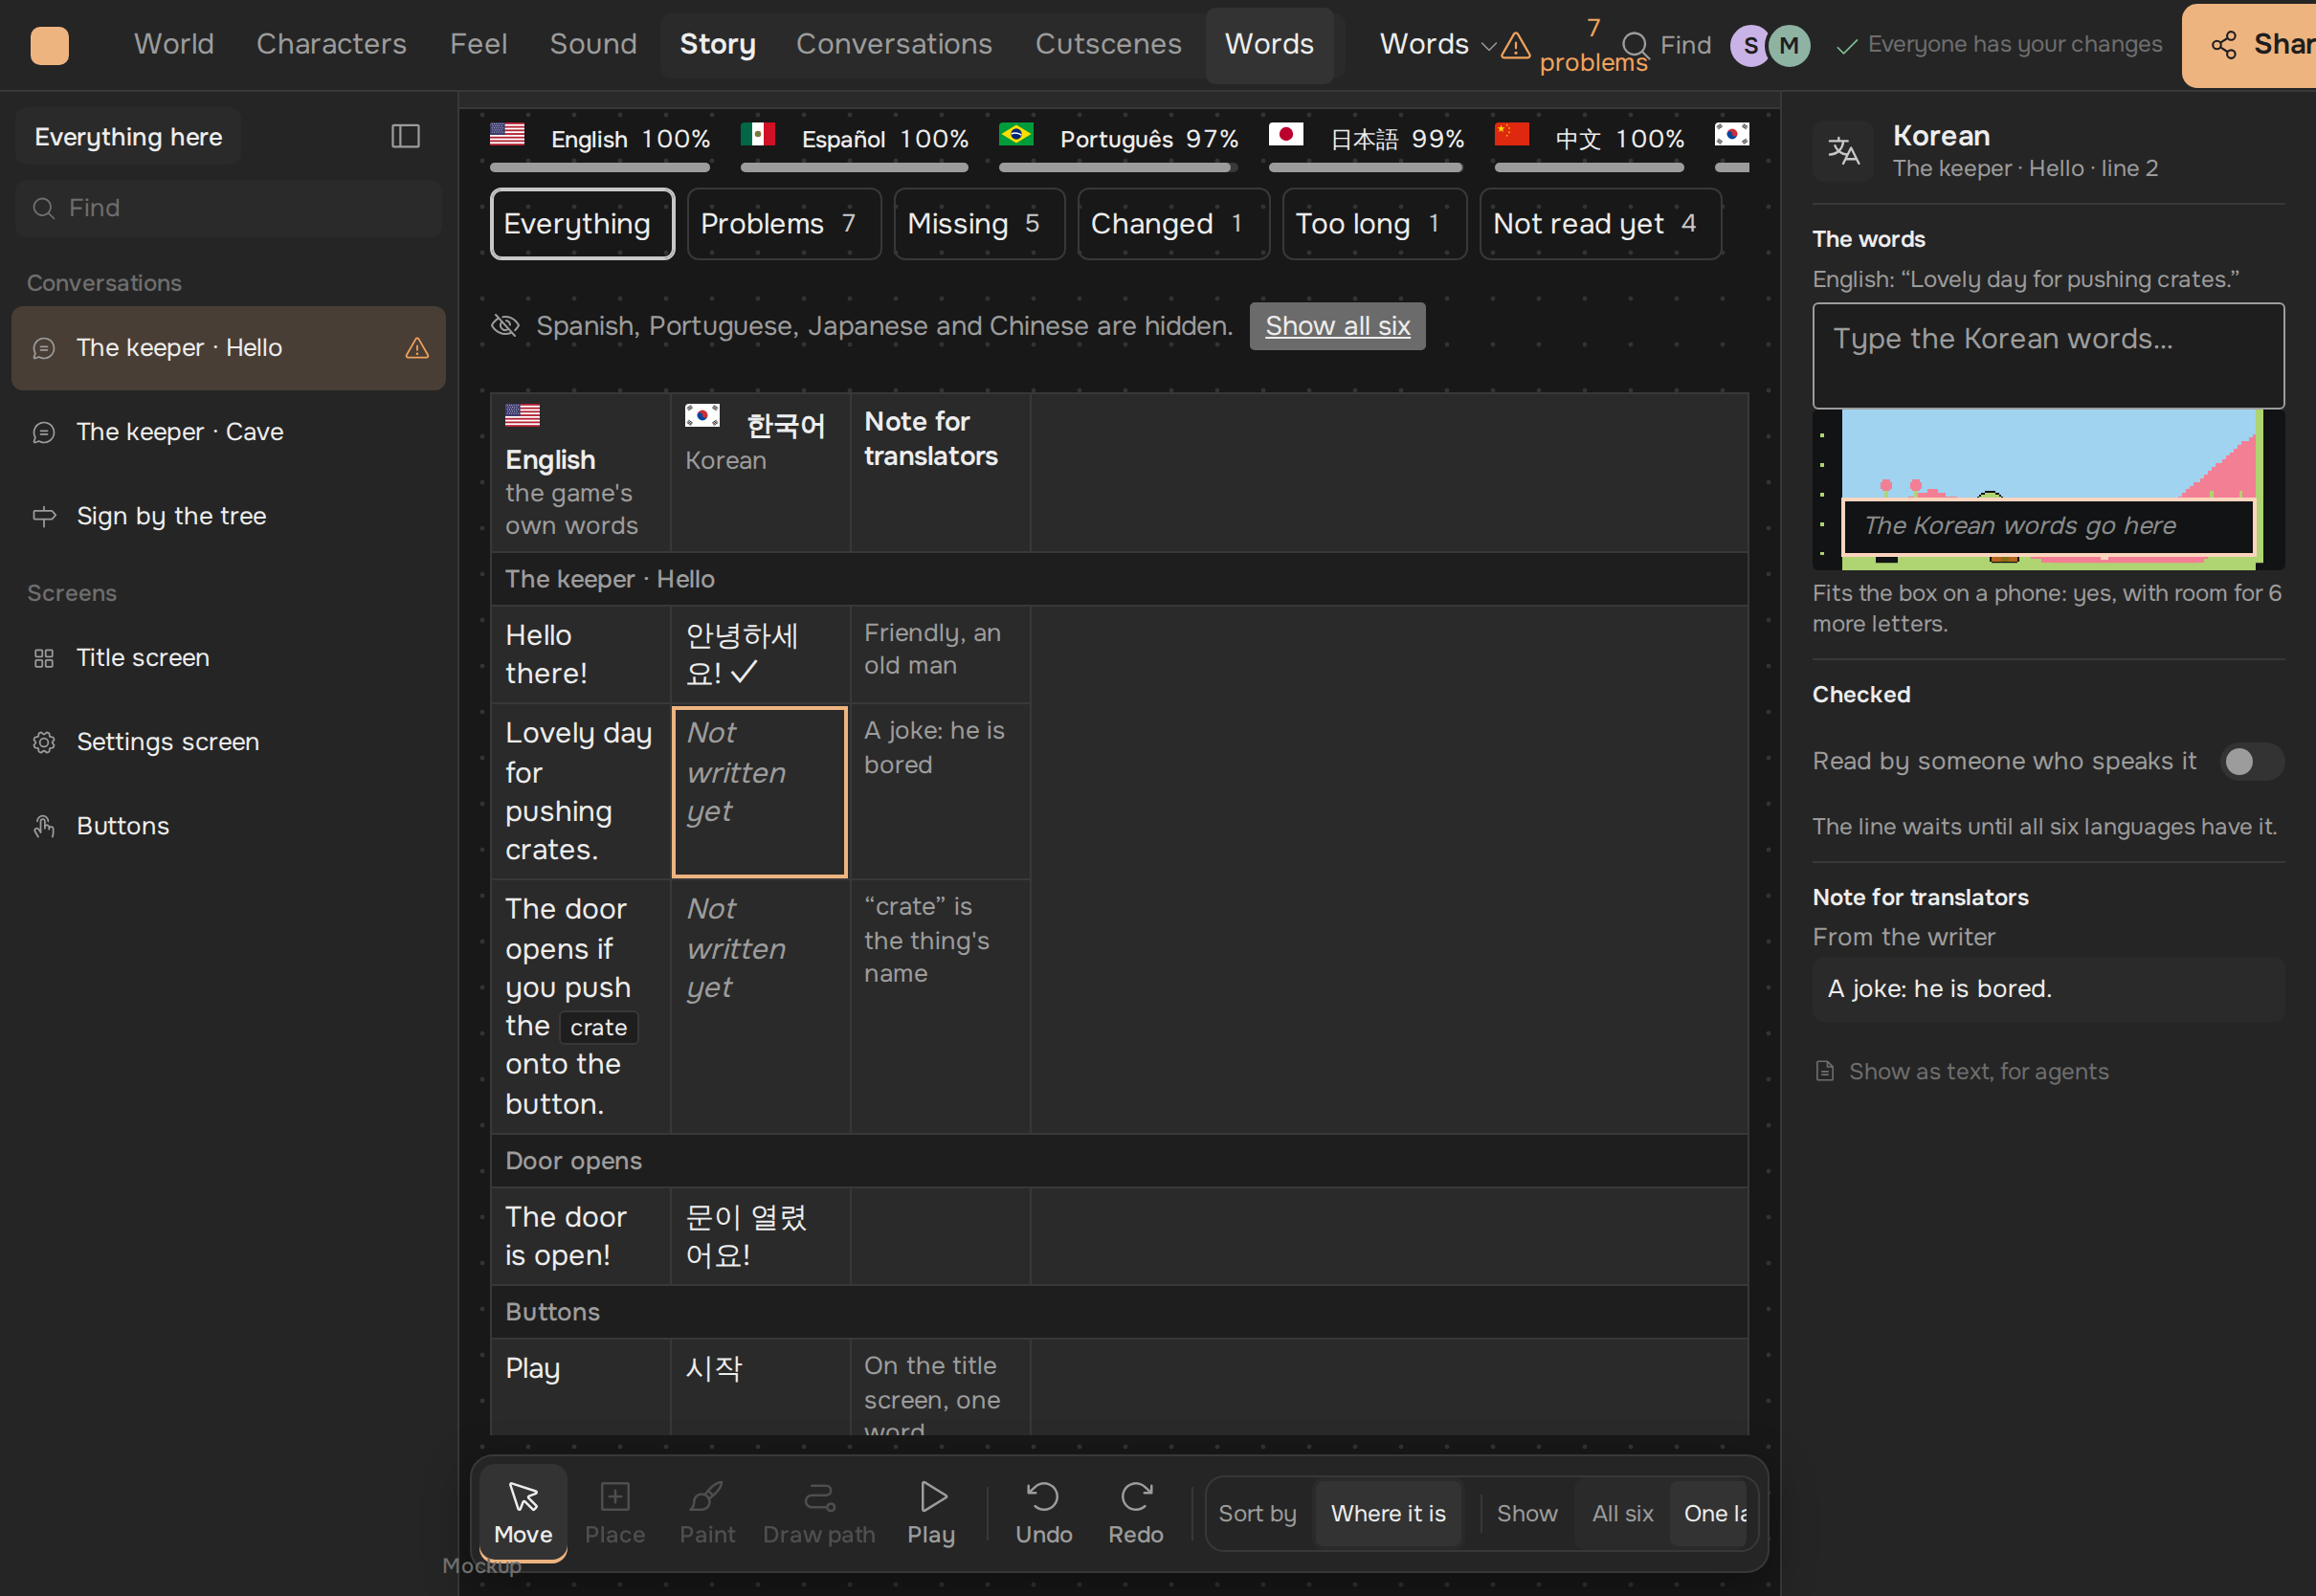 World Characters Feel Sound Story Conversations Cutscenes Words Words 7 problems Find S M Everyone has your changes
Everything here
Find
Conversations
The keeper · Hello
The keeper · Cave
Sign by the tree
Screens
Title screen
Settings screen
Buttons
English 100% Español 100% Português 97% 日本語 99% 中文 100%
Everything Problems 7 Missing 5 Changed 1 Too long 1 Not read yet 4
Spanish, Portuguese, Japanese and Chinese are hidden. Show all six
English
the game's
own words
한국어
Korean
Note for
translators
The keeper · Hello
Hello
there!
안녕하세
요!
Friendly, an
old man
Lovely day
for
pushing
crates.
Not
written
yet
A joke: he is
bored
The door
opens if
you push
the crate
onto the
button.
Not
written
yet
“crate” is
the thing's
name
Door opens
The door
is open!
문이 열렸
어요!
Buttons
Play
시작
On the title
screen, one
word
Move Place Paint Draw path Play Undo Redo Sort by Where it is Show All six One
Mockup
Korean
The keeper · Hello · line 2
The words
English: “Lovely day for pushing crates.”
Type the Korean words...
The Korean words go here
Fits the box on a phone: yes, with room for 6
more letters.
Checked
Read by someone who speaks it
The line waits until all six languages have it.
Note for translators
From the writer
A joke: he is bored.
Show as text, for agents